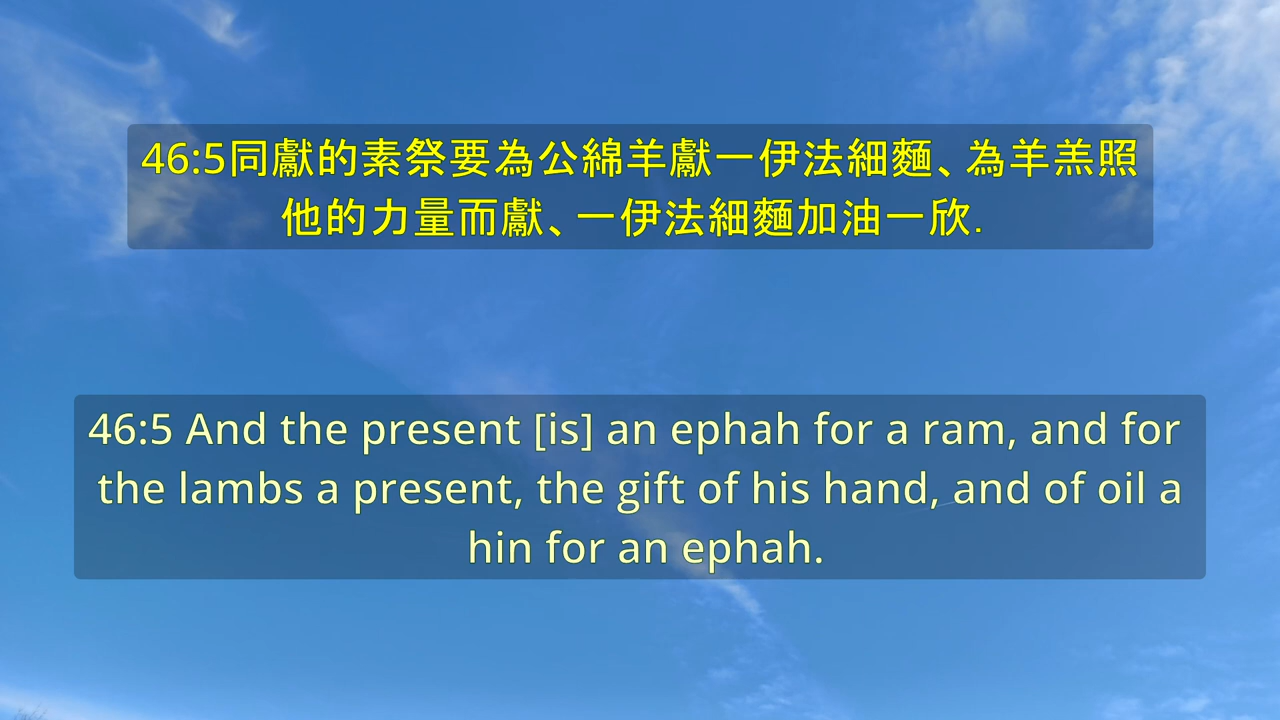 46:5同獻的素祭要為公綿羊獻一伊法細麵、為羊羔照
他的力量而獻、一伊法細麵加油一欣.
46:5 And the present [is] an ephah for a ram, and for
the lambs a present, the gift of his hand, and of oil a
hin for an ephah.